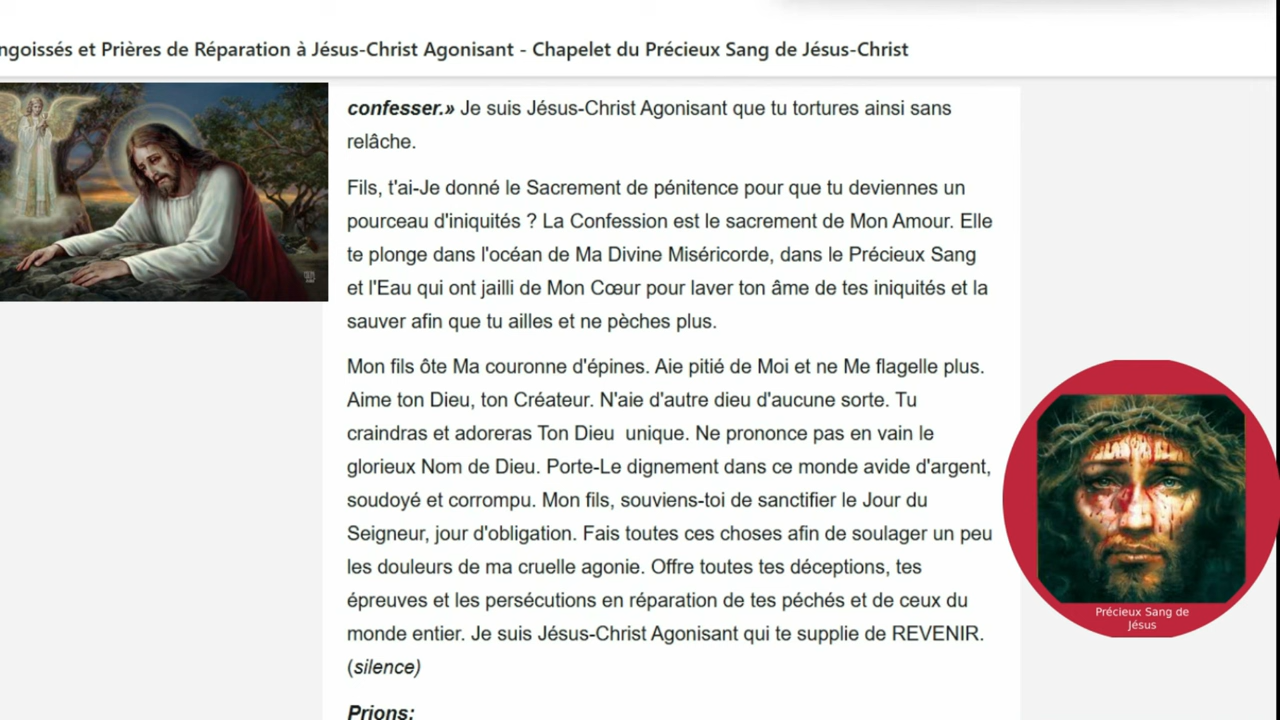 ngoissés et Prières de Réparation à Jésus-Christ Agonisant - Chapelet du Précieux Sang de Jésus-Christ
confesser.» Je suis Jésus-Christ Agonisant que tu tortures ainsi sans
relâche.
Fils, t'ai-Je donné le Sacrement de pénitence pour que tu deviennes un
pourceau d'iniquités ? La Confession est le sacrement de Mon Amour. Elle
te plonge dans l'océan de Ma Divine Miséricorde, dans le Précieux Sang
et l'Eau qui ont jailli de Mon Cœur pour laver ton âme de tes iniquités et la
sauver afin que tu ailles et ne pèches plus.
Mon fils ôte Ma couronne d'épines. Aie pitié de Moi et ne Me flagelle plus.
Aime ton Dieu, ton Créateur. N'aie d'autre dieu d'aucune sorte. Tu
craindras et adoreras Ton Dieu  unique. Ne prononce pas en vain le
glorieux Nom de Dieu. Porte-Le dignement dans ce monde avide d'argent,
soudoyé et corrompu. Mon fils, souviens-toi de sanctifier le Jour du
Seigneur, jour d'obligation. Fais toutes ces choses afin de soulager un peu
les douleurs de ma cruelle agonie. Offre toutes tes déceptions, tes
épreuves et les persécutions en réparation de tes péchés et de ceux du
monde entier. Je suis Jésus-Christ Agonisant qui te supplie de REVENIR.
(silence)
Prions:
Précieux Sang de
Jésus